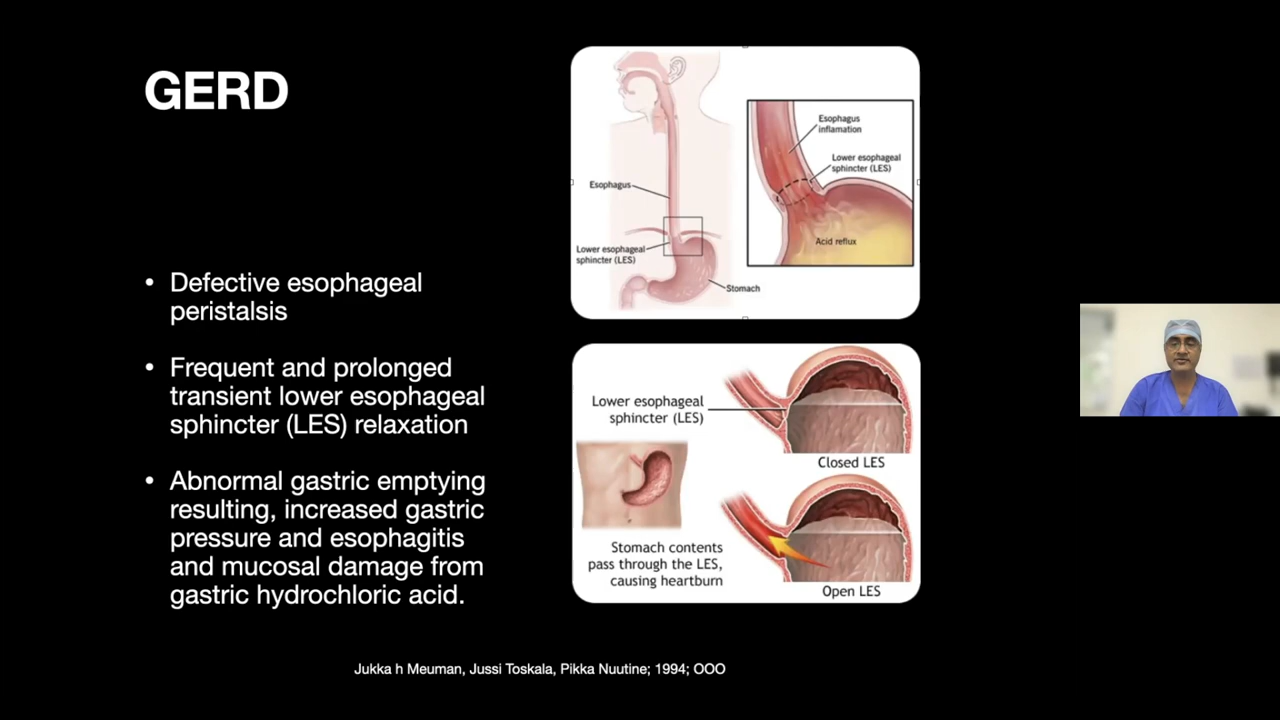 GERD
• Defective esophageal
peristalsis
• Frequent and prolonged
transient lower esophageal
sphincter (LES) relaxation
• Abnormal gastric emptying
resulting, increased gastric
pressure and esophagitis
and mucosal damage from
gastric hydrochloric acid.
Esophagus
Lower esophageal
sphincter (LES)
Stomach
Esophagus
inflamation
Lower esophageal
sphincter (LES)
Acid reflux
Lower esophageal
sphincter (LES)
Closed LES
Stomach contents
pass through the LES,
causing heartburn
Open LES
Jukka h Meuman, Jussi Toskala, Pikka Nuutine; 1994; OOO